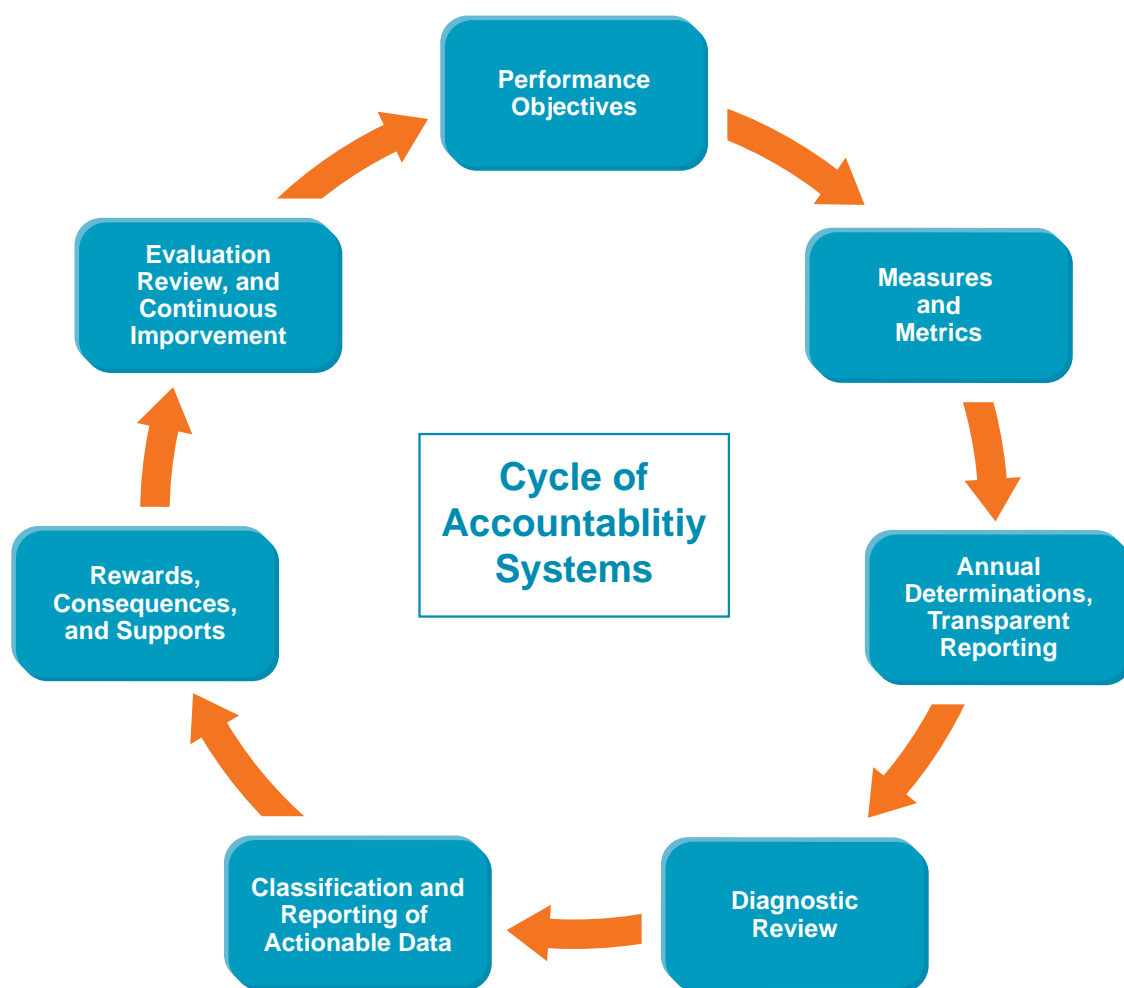 Performance
Objectives
Measures
and
Metrics
Annual
Determinations,
Transparent
Reporting
Diagnostic
Review
Classification and
Reporting of
Actionable Data
Rewards,
Consequences,
and Supports
Evaluation
Review, and
Continuous
Imporvement
Cycle of
Accountablitiy
Systems